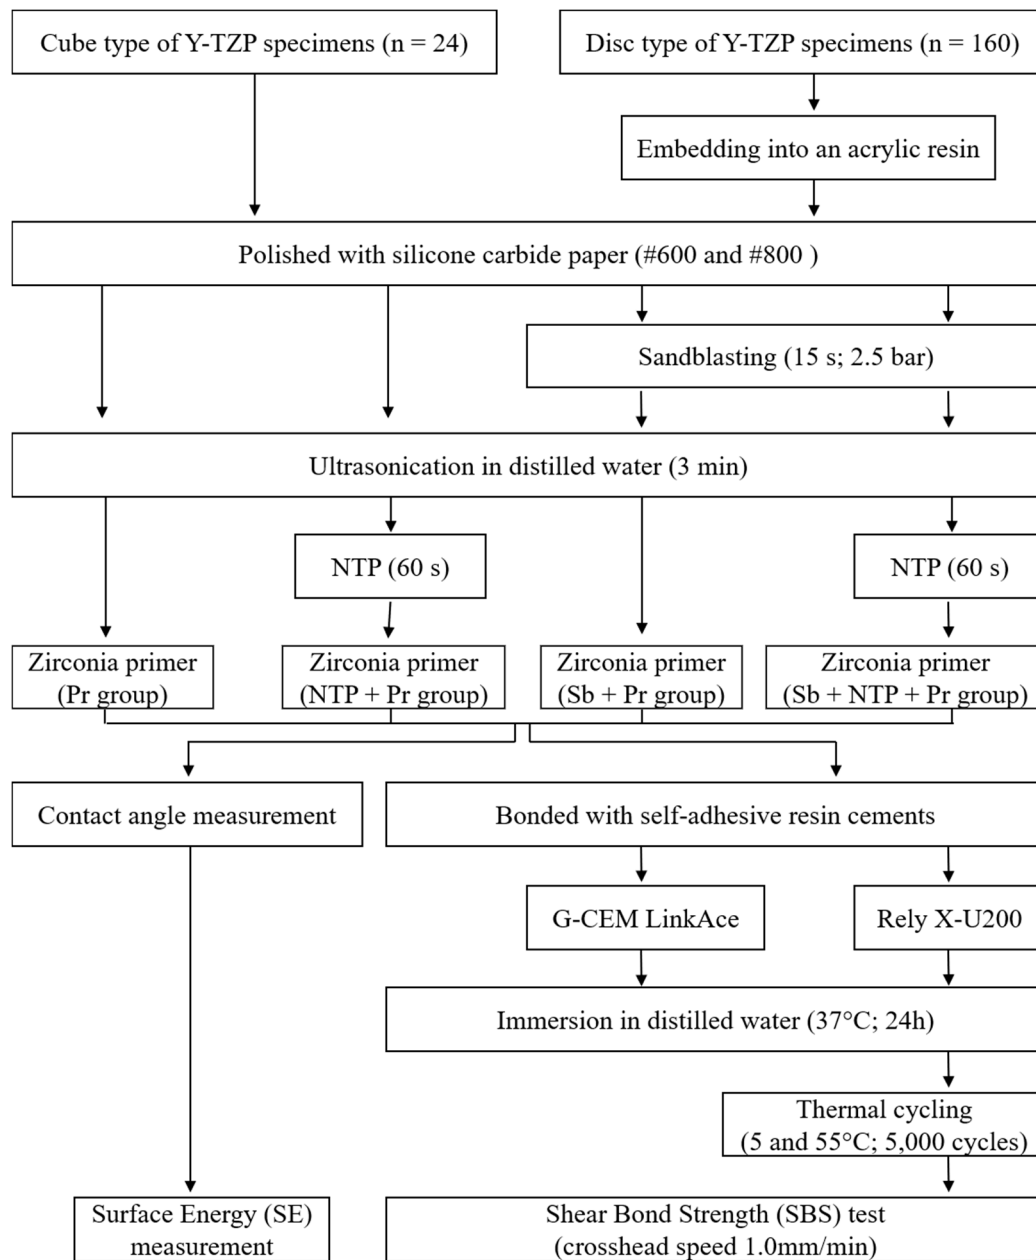 Cube type of Y-TZP specimens (n = 24)
Disc type of Y-TZP specimens (n = 160)
Embedding into an acrylic resin
Polished with silicone carbide paper (#600 and #800 )
Sandblasting (15 s; 2.5 bar)
Ultrasonication in distilled water (3 min)
NTP (60 s)
NTP (60 s)
Zirconia primer
(Pr group)
Zirconia primer
(NTP + Pr group)
Zirconia primer
(Sb + Pr group)
Zirconia primer
(Sb + NTP + Pr group)
Contact angle measurement
Bonded with self-adhesive resin cements
G-CEM LinkAce
Rely X-U200
Immersion in distilled water (37°C; 24h)
Thermal cycling
(5 and 55°C; 5,000 cycles)
Surface Energy (SE)
measurement
Shear Bond Strength (SBS) test
(crosshead speed 1.0mm/min)